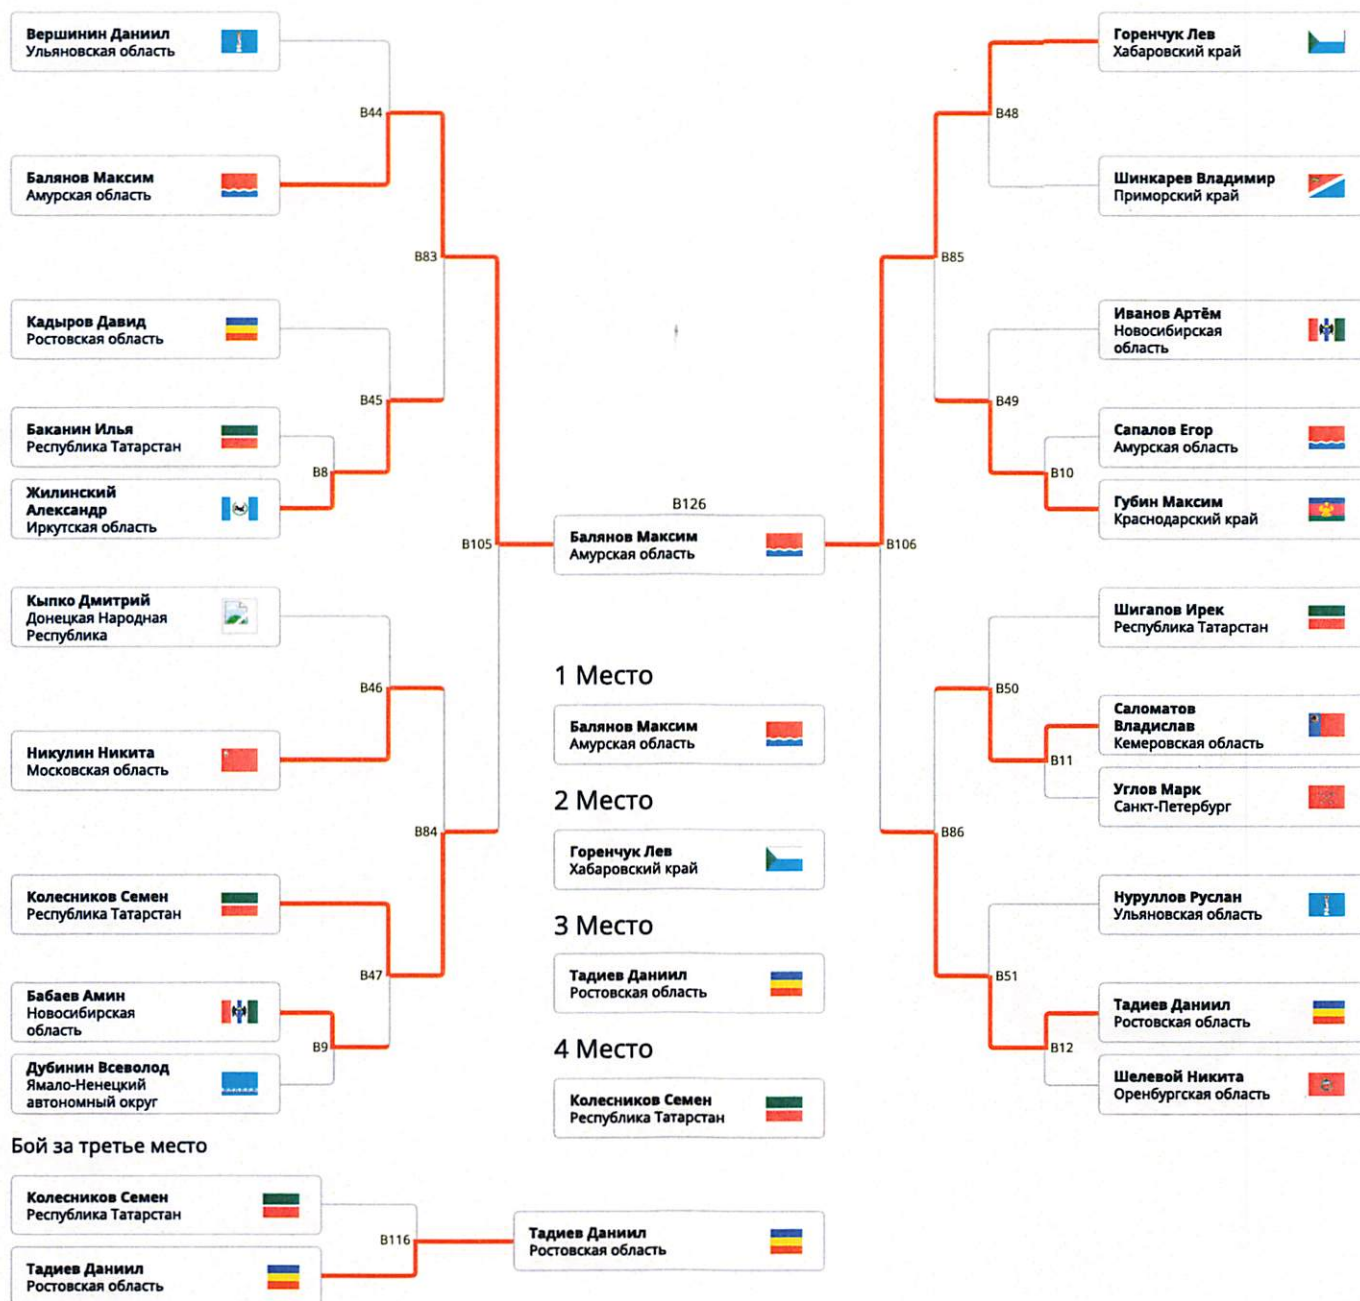 Вершинин Даниил
Ульяновская область
B44
Балянов Максим
Амурская область
B83
Кадыров Давид
Ростовская область
B45
Баканин Илья
Республика Татарстан
B8
Жилинский
Александр
Иркутская область
B105
Кыпко Дмитрий
Донецкая Народная
Республика
B46
Никулин Никита
Московская область
B84
Колесников Семен
Республика Татарстан
B47
Бабаев Амин
Новосибирская
область
B9
Дубинин Всеволод
Ямало-Ненецкий
автономный округ
B126
Балянов Максим
Амурская область
1 Место
Балянов Максим
Амурская область
2 Место
Горенчук Лев
Хабаровский край
3 Место
Тадиев Даниил
Ростовская область
4 Место
Колесников Семен
Республика Татарстан
Горенчук Лев
Хабаровский край
B48
Шинкарев Владимир
Приморский край
B85
Иванов Артём
Новосибирская
область
B49
Сапалов Егор
Амурская область
B10
Губин Максим
Краснодарский край
B106
Шигапов Ирек
Республика Татарстан
B50
Саломатов
Владислав
Кемеровская область
B11
Углов Марк
Санкт-Петербург
B86
Нуруллов Руслан
Ульяновская область
B51
Тадиев Даниил
Ростовская область
B12
Шелевой Никита
Оренбургская область
Бой за третье место
Колесников Семен
Республика Татарстан
B116
Тадиев Даниил
Ростовская область
Тадиев Даниил
Ростовская область